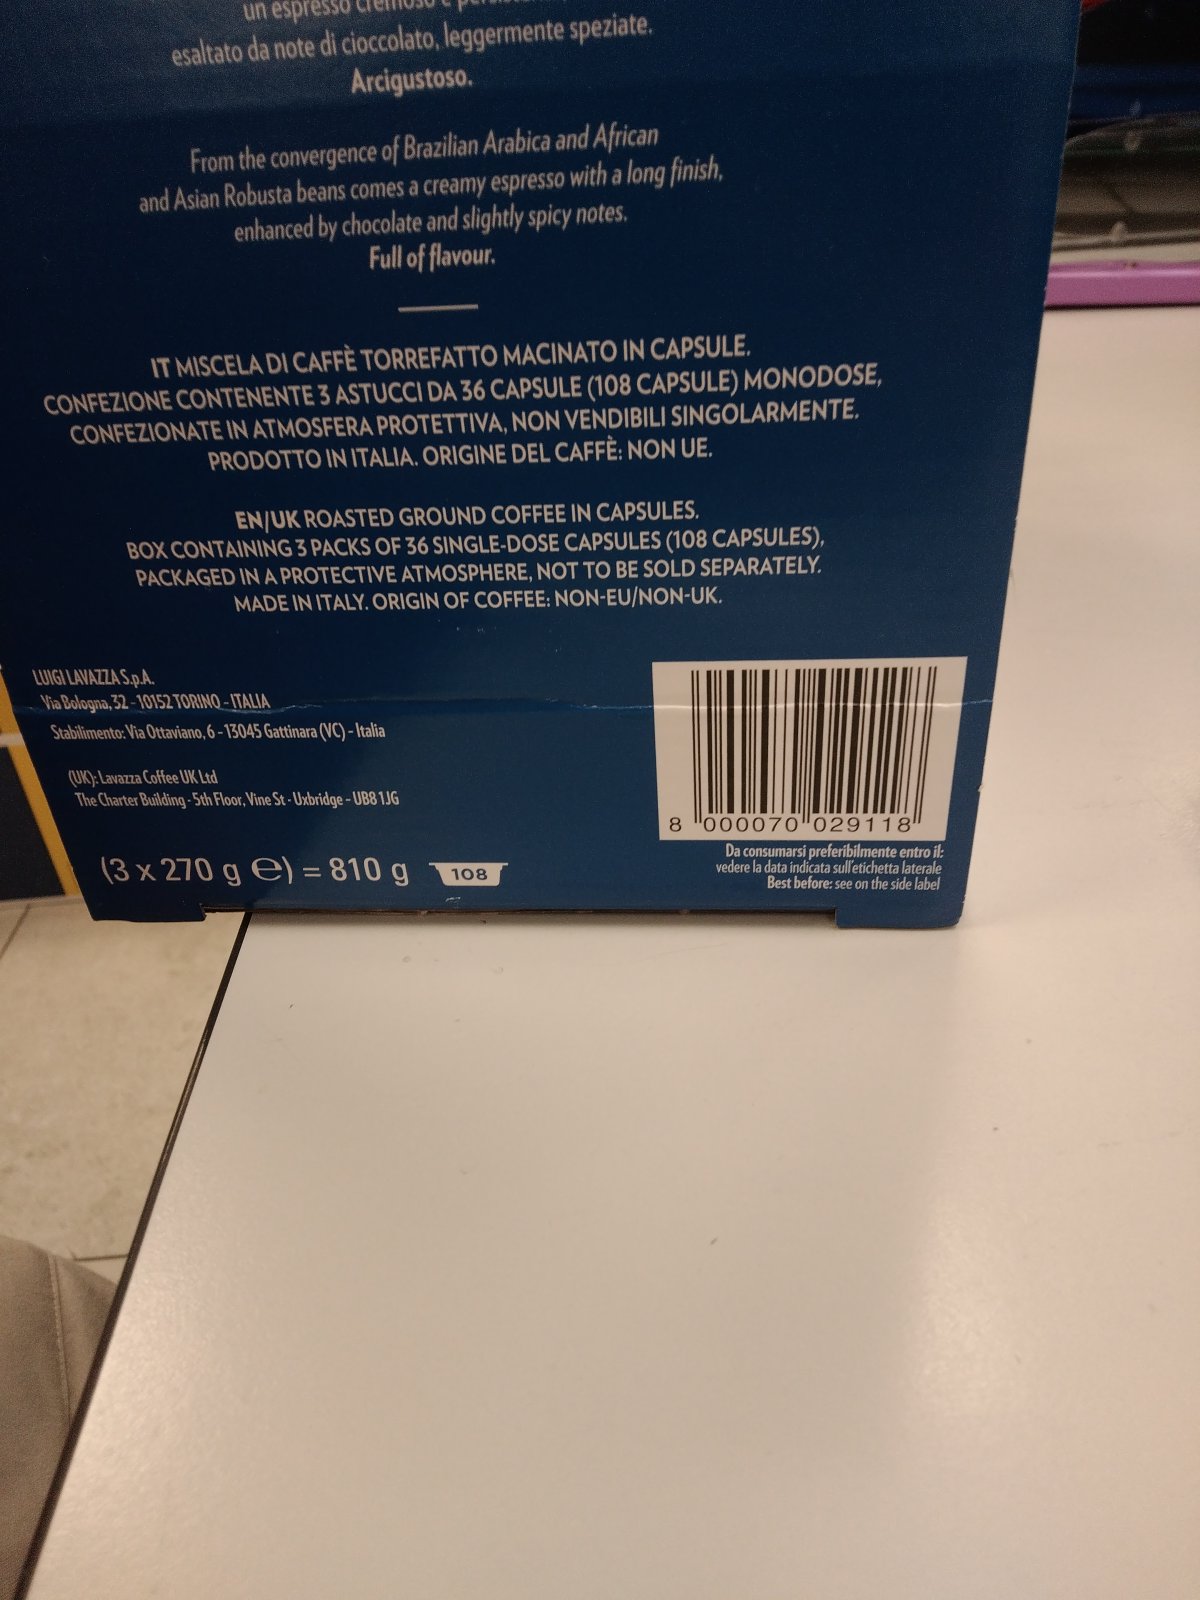 un espresso cremoso e
esaltato da note di cioccolato, leggermente speziate.
Arcigustoso.
From the convergence of Brazilian Arabica and African
and Asian Robusta beans comes a creamy espresso with a long finish,
enhanced by chocolate and slightly spicy notes.
Full of flavour.
IT MISCELA DI CAFFÈ TORREFATTO MACINATO IN CAPSULE.
CONFEZIONE CONTENENTE 3 ASTUCCI DA 36 CAPSULE (108 CAPSULE) MONODOSE,
CONFEZIONATE IN ATMOSFERA PROTETTIVA, NON VENDIBILI SINGOLARMENTE.
PRODOTTO IN ITALIA. ORIGINE DEL CAFFÈ: NON UE.
EN/UK ROASTED GROUND COFFEE IN CAPSULES.
BOX CONTAINING 3 PACKS OF 36 SINGLE-DOSE CAPSULES (108 CAPSULES),
PACKAGED IN A PROTECTIVE ATMOSPHERE, NOT TO BE SOLD SEPARATELY.
MADE IN ITALY. ORIGIN OF COFFEE: NON-EU/NON-UK.
LUIGI LAVAZZA S.p.A.
Via Bologna, 32 - 10152 TORINO - ITALIA
Stabilimento: Via Ottaviano, 6 - 13045 Gattinara (VC) - Italia
(UK): Lavazza Coffee UK Ltd
The Charter Building - 5th Floor, Vine St - Uxbridge - UB8 1JG
(3 x 270 g ℮) = 810 g 108
8 000070 029118
Da consumarsi preferibilmente entro il:
vedere la data indicata sull'etichetta laterale
Best before: see on the side label